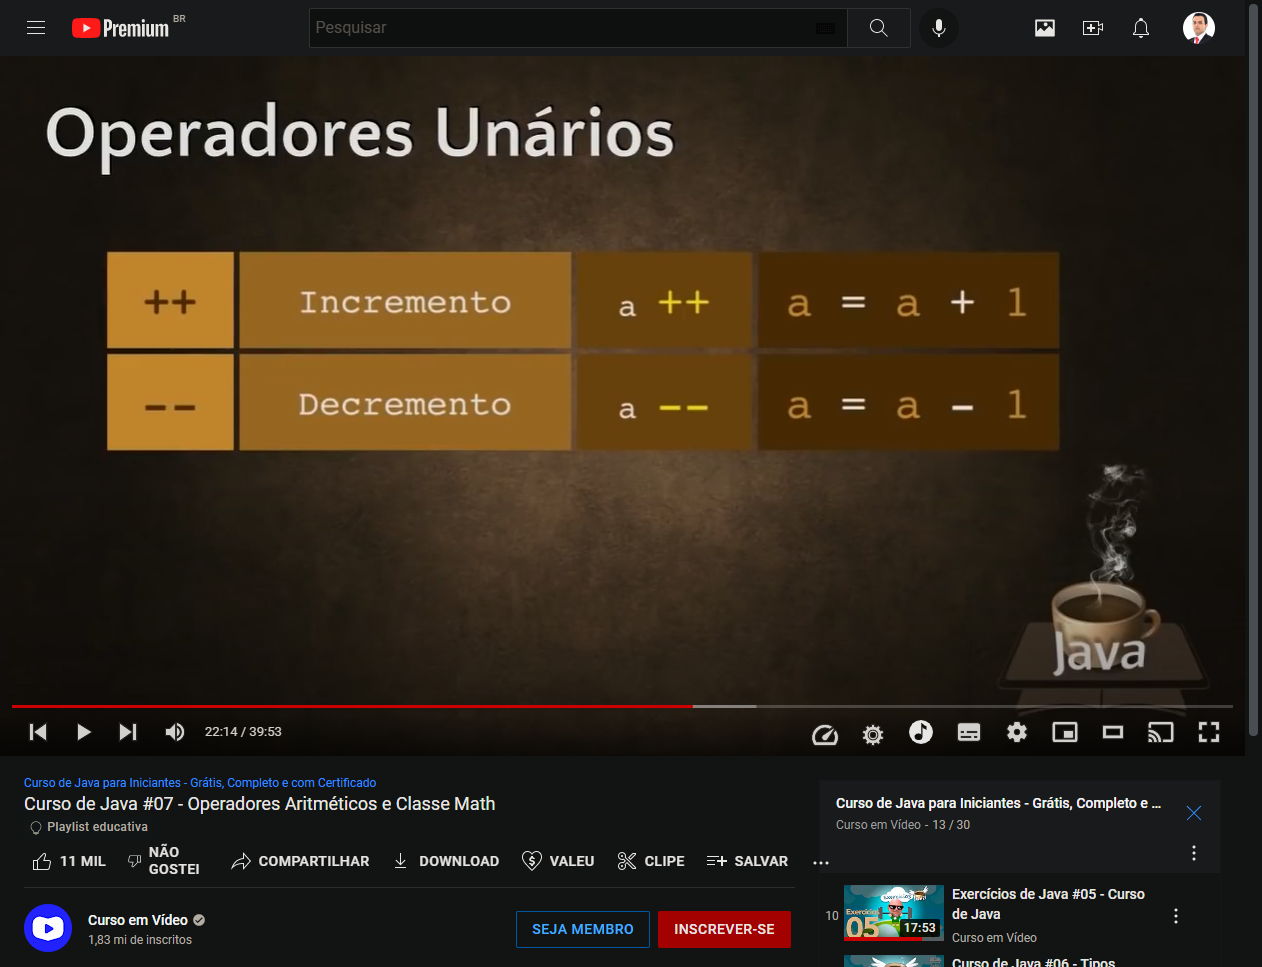 Premium BR
Pesquisar
Operadores Unários
++ Incremento a ++ a = a + 1
-- Decremento a -- a = a - 1
Java
22:14 / 39:53
Curso de Java para Iniciantes - Grátis, Completo e com Certificado
Curso de Java #07 - Operadores Aritméticos e Classe Math
Playlist educativa
11 MIL
NÃO
GOSTEI
COMPARTILHAR
DOWNLOAD
VALEU
CLIPE
SALVAR
Curso em Vídeo
1,83 mi de inscritos
SEJA MEMBRO
INSCREVER-SE
Curso de Java para Iniciantes - Grátis, Completo e ...
Curso em Vídeo - 13 / 30
10
Exercícios
05
17:53
Exercícios de Java #05 - Curso
de Java
Curso em Vídeo
Curso de Java #06 - Tipos